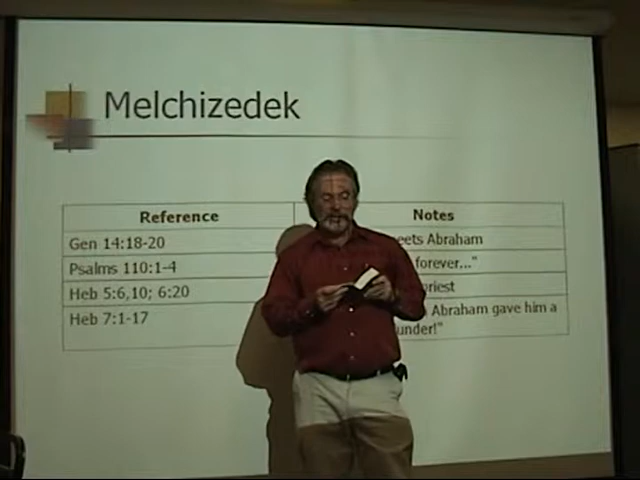 Melchizedek
Reference Notes
Gen 14:18-20 eets Abraham
Psalms 110:1-4 forever..."
Heb 5:6,10; 6:20 riest
Heb 7:1-17 Abraham gave him a
under!"